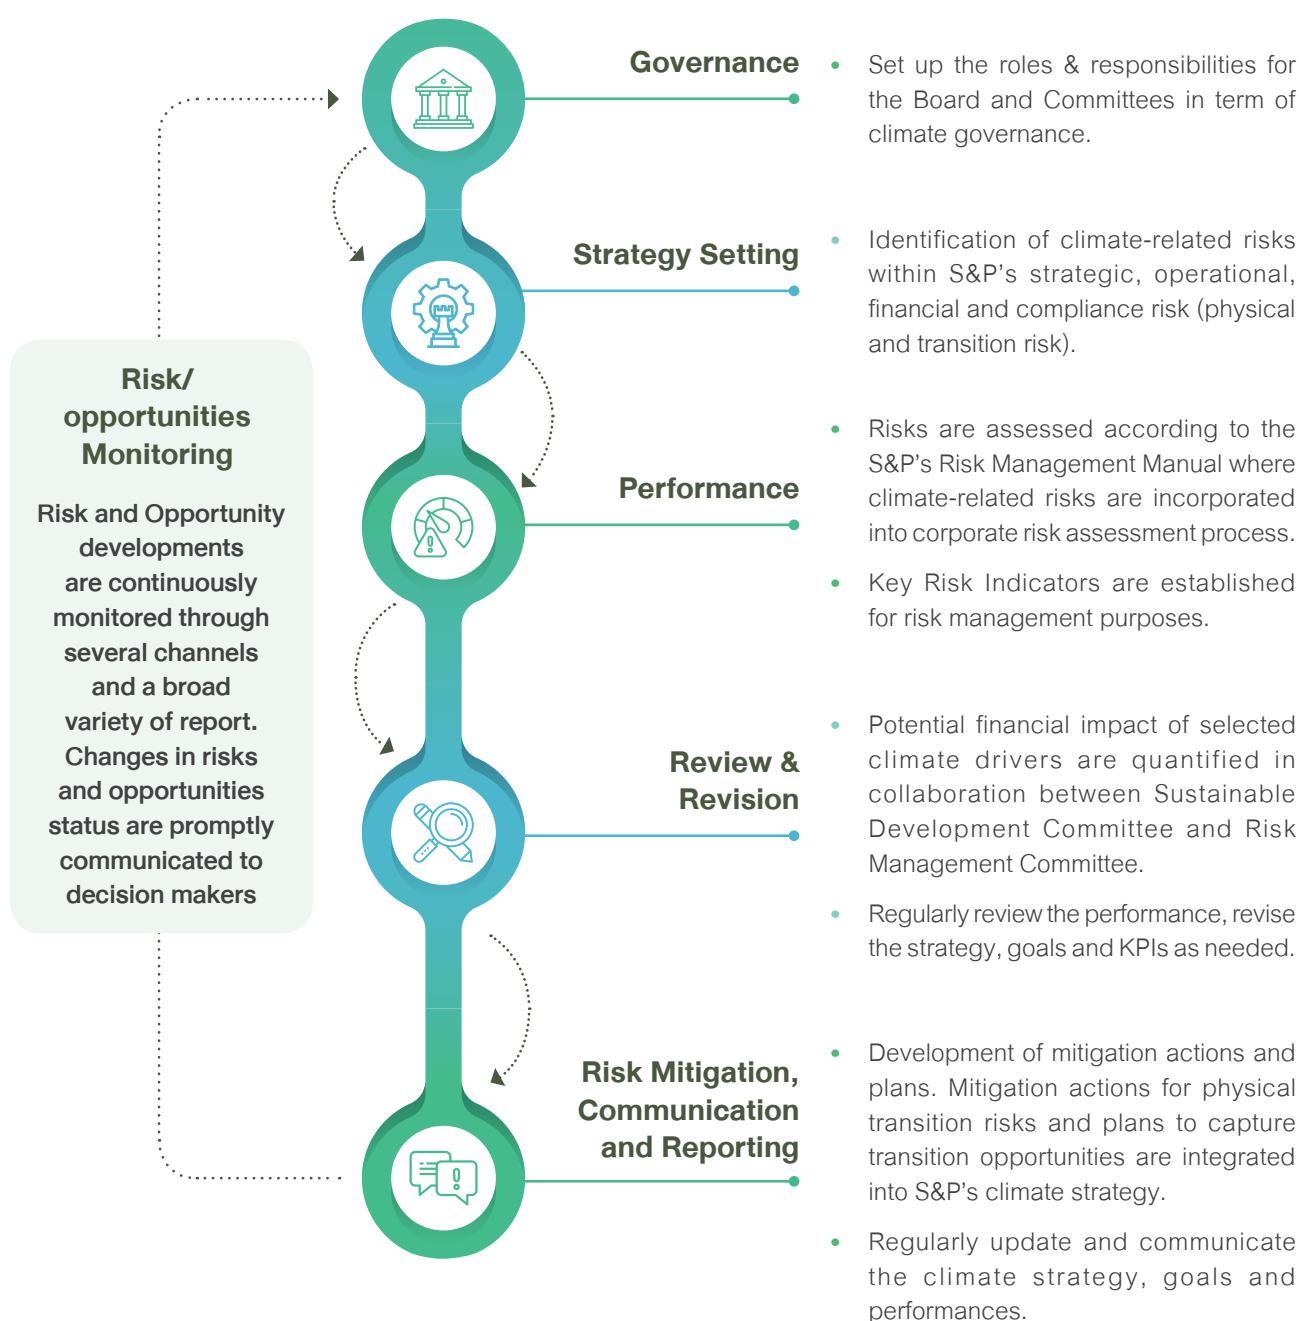 Governance
• Set up the roles & responsibilities for
the Board and Committees in term of
climate governance.
Strategy Setting
• Identification of climate-related risks
within S&P's strategic, operational,
financial and compliance risk (physical
and transition risk).
Risk/
opportunities
Monitoring
Risk and Opportunity
developments
are continuously
monitored through
several channels
and a broad
variety of report.
Changes in risks
and opportunities
status are promptly
communicated to
decision makers
Performance
• Risks are assessed according to the
S&P's Risk Management Manual where
climate-related risks are incorporated
into corporate risk assessment process.
• Key Risk Indicators are established
for risk management purposes.
Review &
Revision
• Potential financial impact of selected
climate drivers are quantified in
collaboration between Sustainable
Development Committee and Risk
Management Committee.
• Regularly review the performance, revise
the strategy, goals and KPIs as needed.
Risk Mitigation,
Communication
and Reporting
• Development of mitigation actions and
plans. Mitigation actions for physical
transition risks and plans to capture
transition opportunities are integrated
into S&P's climate strategy.
• Regularly update and communicate
the climate strategy, goals and
performances.